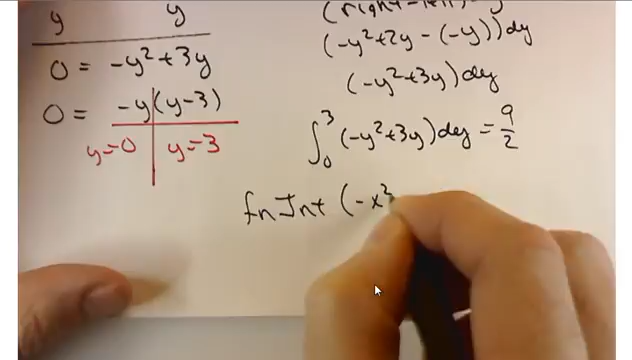 y y
0 = -y²+3y
0 = -y(y-3)
y=0 y=3
(right-left)
(-y²+2y-(-y))dy
(-y²+3y)dy
∫₀³(-y²+3y)dy = 9/2
fnInt (-x²